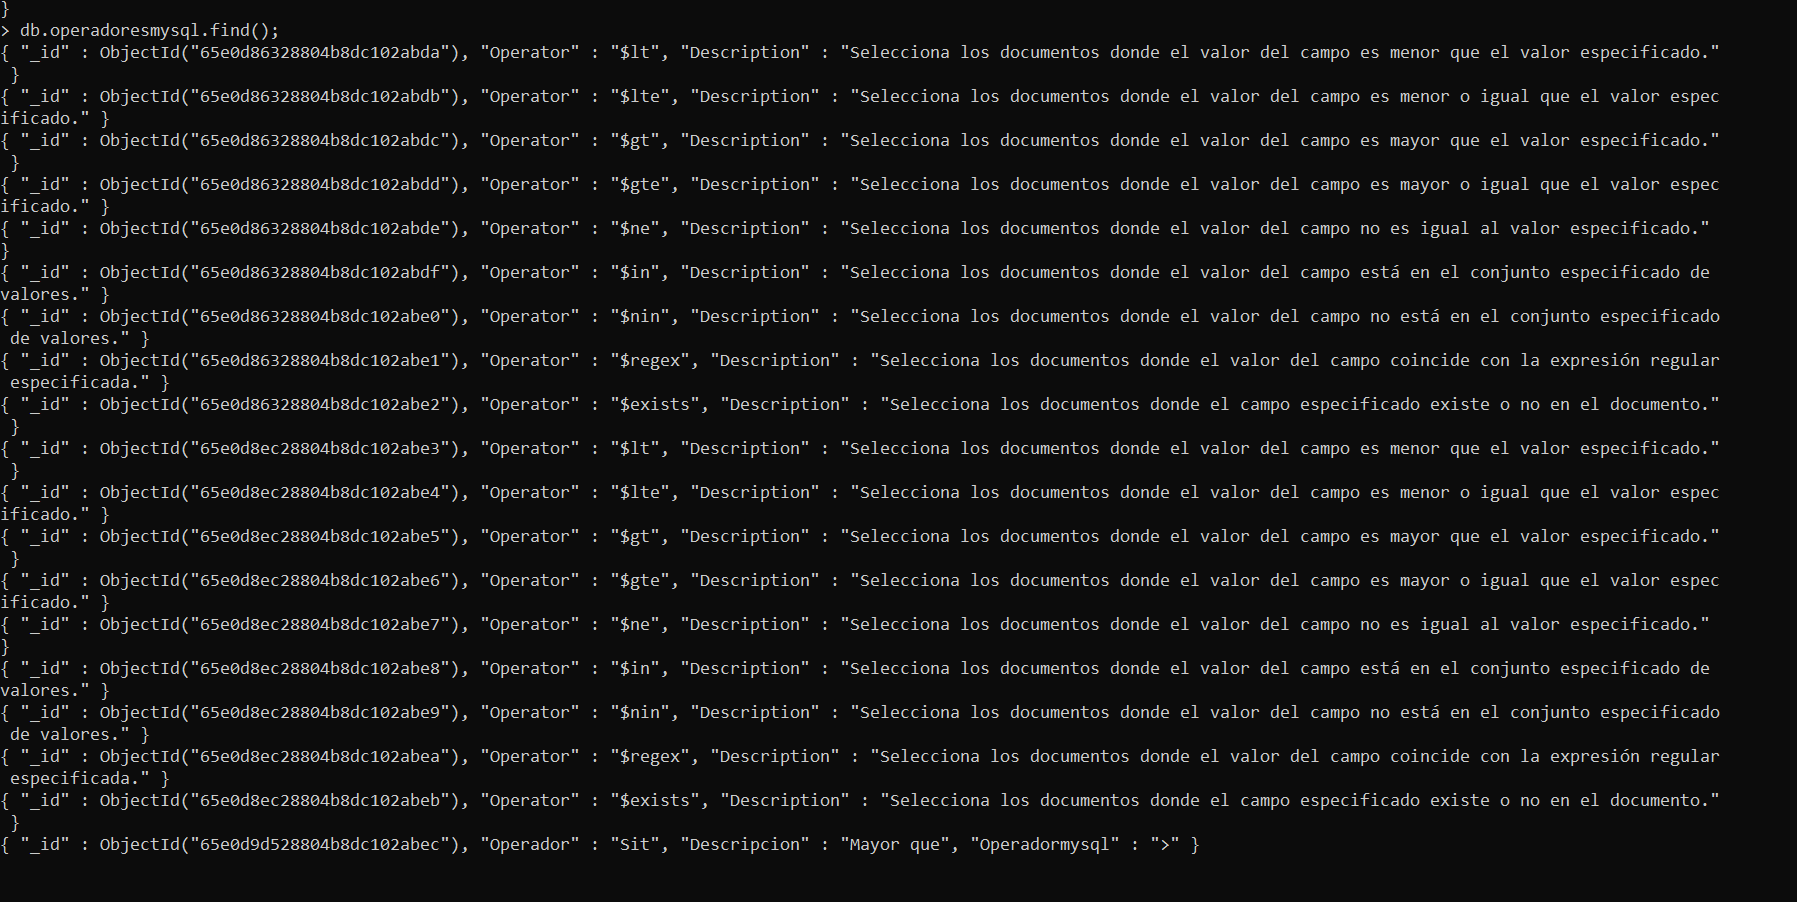 }
> db.operadoresmysql.find();
{ "_id" : ObjectId("65e0d86328804b8dc102abda"), "Operator" : "$lt", "Description" : "Selecciona los documentos donde el valor del campo es menor que el valor especificado."
 }
{ "_id" : ObjectId("65e0d86328804b8dc102abdb"), "Operator" : "$lte", "Description" : "Selecciona los documentos donde el valor del campo es menor o igual que el valor espec
ificado." }
{ "_id" : ObjectId("65e0d86328804b8dc102abdc"), "Operator" : "$gt", "Description" : "Selecciona los documentos donde el valor del campo es mayor que el valor especificado."
 }
{ "_id" : ObjectId("65e0d86328804b8dc102abdd"), "Operator" : "$gte", "Description" : "Selecciona los documentos donde el valor del campo es mayor o igual que el valor espec
ificado." }
{ "_id" : ObjectId("65e0d86328804b8dc102abde"), "Operator" : "$ne", "Description" : "Selecciona los documentos donde el valor del campo no es igual al valor especificado."
}
{ "_id" : ObjectId("65e0d86328804b8dc102abdf"), "Operator" : "$in", "Description" : "Selecciona los documentos donde el valor del campo está en el conjunto especificado de
valores." }
{ "_id" : ObjectId("65e0d86328804b8dc102abe0"), "Operator" : "$nin", "Description" : "Selecciona los documentos donde el valor del campo no está en el conjunto especificado
 de valores." }
{ "_id" : ObjectId("65e0d86328804b8dc102abe1"), "Operator" : "$regex", "Description" : "Selecciona los documentos donde el valor del campo coincide con la expresión regular
 especificada." }
{ "_id" : ObjectId("65e0d86328804b8dc102abe2"), "Operator" : "$exists", "Description" : "Selecciona los documentos donde el campo especificado existe o no en el documento."
 }
{ "_id" : ObjectId("65e0d8ec28804b8dc102abe3"), "Operator" : "$lt", "Description" : "Selecciona los documentos donde el valor del campo es menor que el valor especificado."
 }
{ "_id" : ObjectId("65e0d8ec28804b8dc102abe4"), "Operator" : "$lte", "Description" : "Selecciona los documentos donde el valor del campo es menor o igual que el valor espec
ificado." }
{ "_id" : ObjectId("65e0d8ec28804b8dc102abe5"), "Operator" : "$gt", "Description" : "Selecciona los documentos donde el valor del campo es mayor que el valor especificado."
 }
{ "_id" : ObjectId("65e0d8ec28804b8dc102abe6"), "Operator" : "$gte", "Description" : "Selecciona los documentos donde el valor del campo es mayor o igual que el valor espec
ificado." }
{ "_id" : ObjectId("65e0d8ec28804b8dc102abe7"), "Operator" : "$ne", "Description" : "Selecciona los documentos donde el valor del campo no es igual al valor especificado."
}
{ "_id" : ObjectId("65e0d8ec28804b8dc102abe8"), "Operator" : "$in", "Description" : "Selecciona los documentos donde el valor del campo está en el conjunto especificado de
valores." }
{ "_id" : ObjectId("65e0d8ec28804b8dc102abe9"), "Operator" : "$nin", "Description" : "Selecciona los documentos donde el valor del campo no está en el conjunto especificado
 de valores." }
{ "_id" : ObjectId("65e0d8ec28804b8dc102abea"), "Operator" : "$regex", "Description" : "Selecciona los documentos donde el valor del campo coincide con la expresión regular
 especificada." }
{ "_id" : ObjectId("65e0d8ec28804b8dc102abeb"), "Operator" : "$exists", "Description" : "Selecciona los documentos donde el campo especificado existe o no en el documento."
 }
{ "_id" : ObjectId("65e0d9d528804b8dc102abec"), "Operador" : "Sit", "Descripcion" : "Mayor que", "Operadormysql" : ">" }